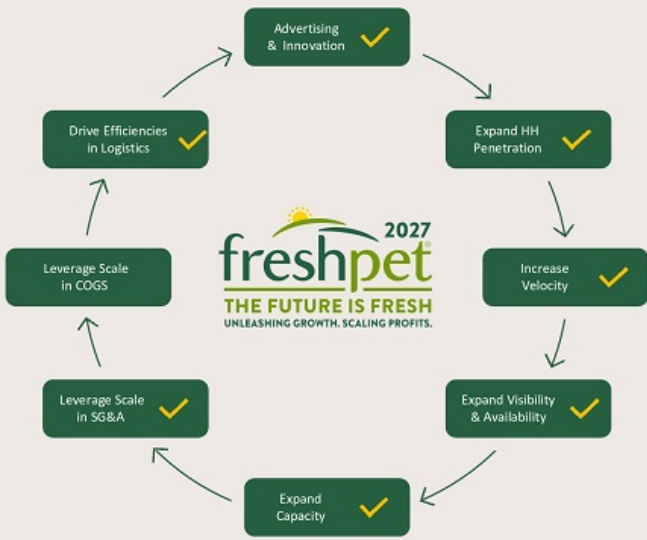 Advertising
& Innovation
Drive Efficiencies
in Logistics
Expand HH
Penetration
2027
freshpet®
THE FUTURE IS FRESH
UNLEASHING GROWTH. SCALING PROFITS.
Leverage Scale
in COGS
Increase
Velocity
Leverage Scale
in SG&A
Expand Visibility
& Availability
Expand
Capacity